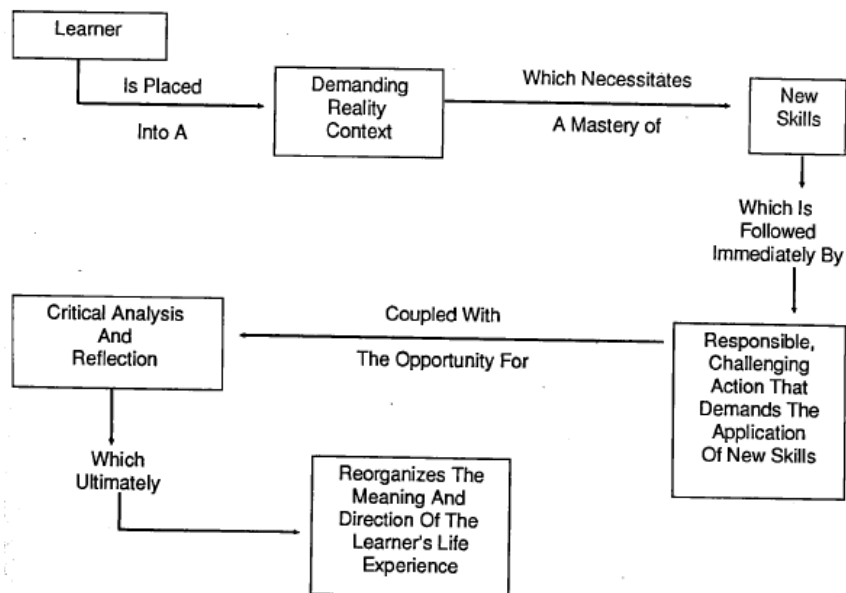 Learner
Is Placed
Into A
Demanding
Reality
Context
Which Necessitates
A Mastery of
New
Skills
Which Is
Followed
Immediately By
Responsible,
Challenging
Action That
Demands The
Application
Of New Skills
Coupled With
The Opportunity For
Critical Analysis
And
Reflection
Which
Ultimately
Reorganizes The
Meaning And
Direction Of The
Learner's Life
Experience